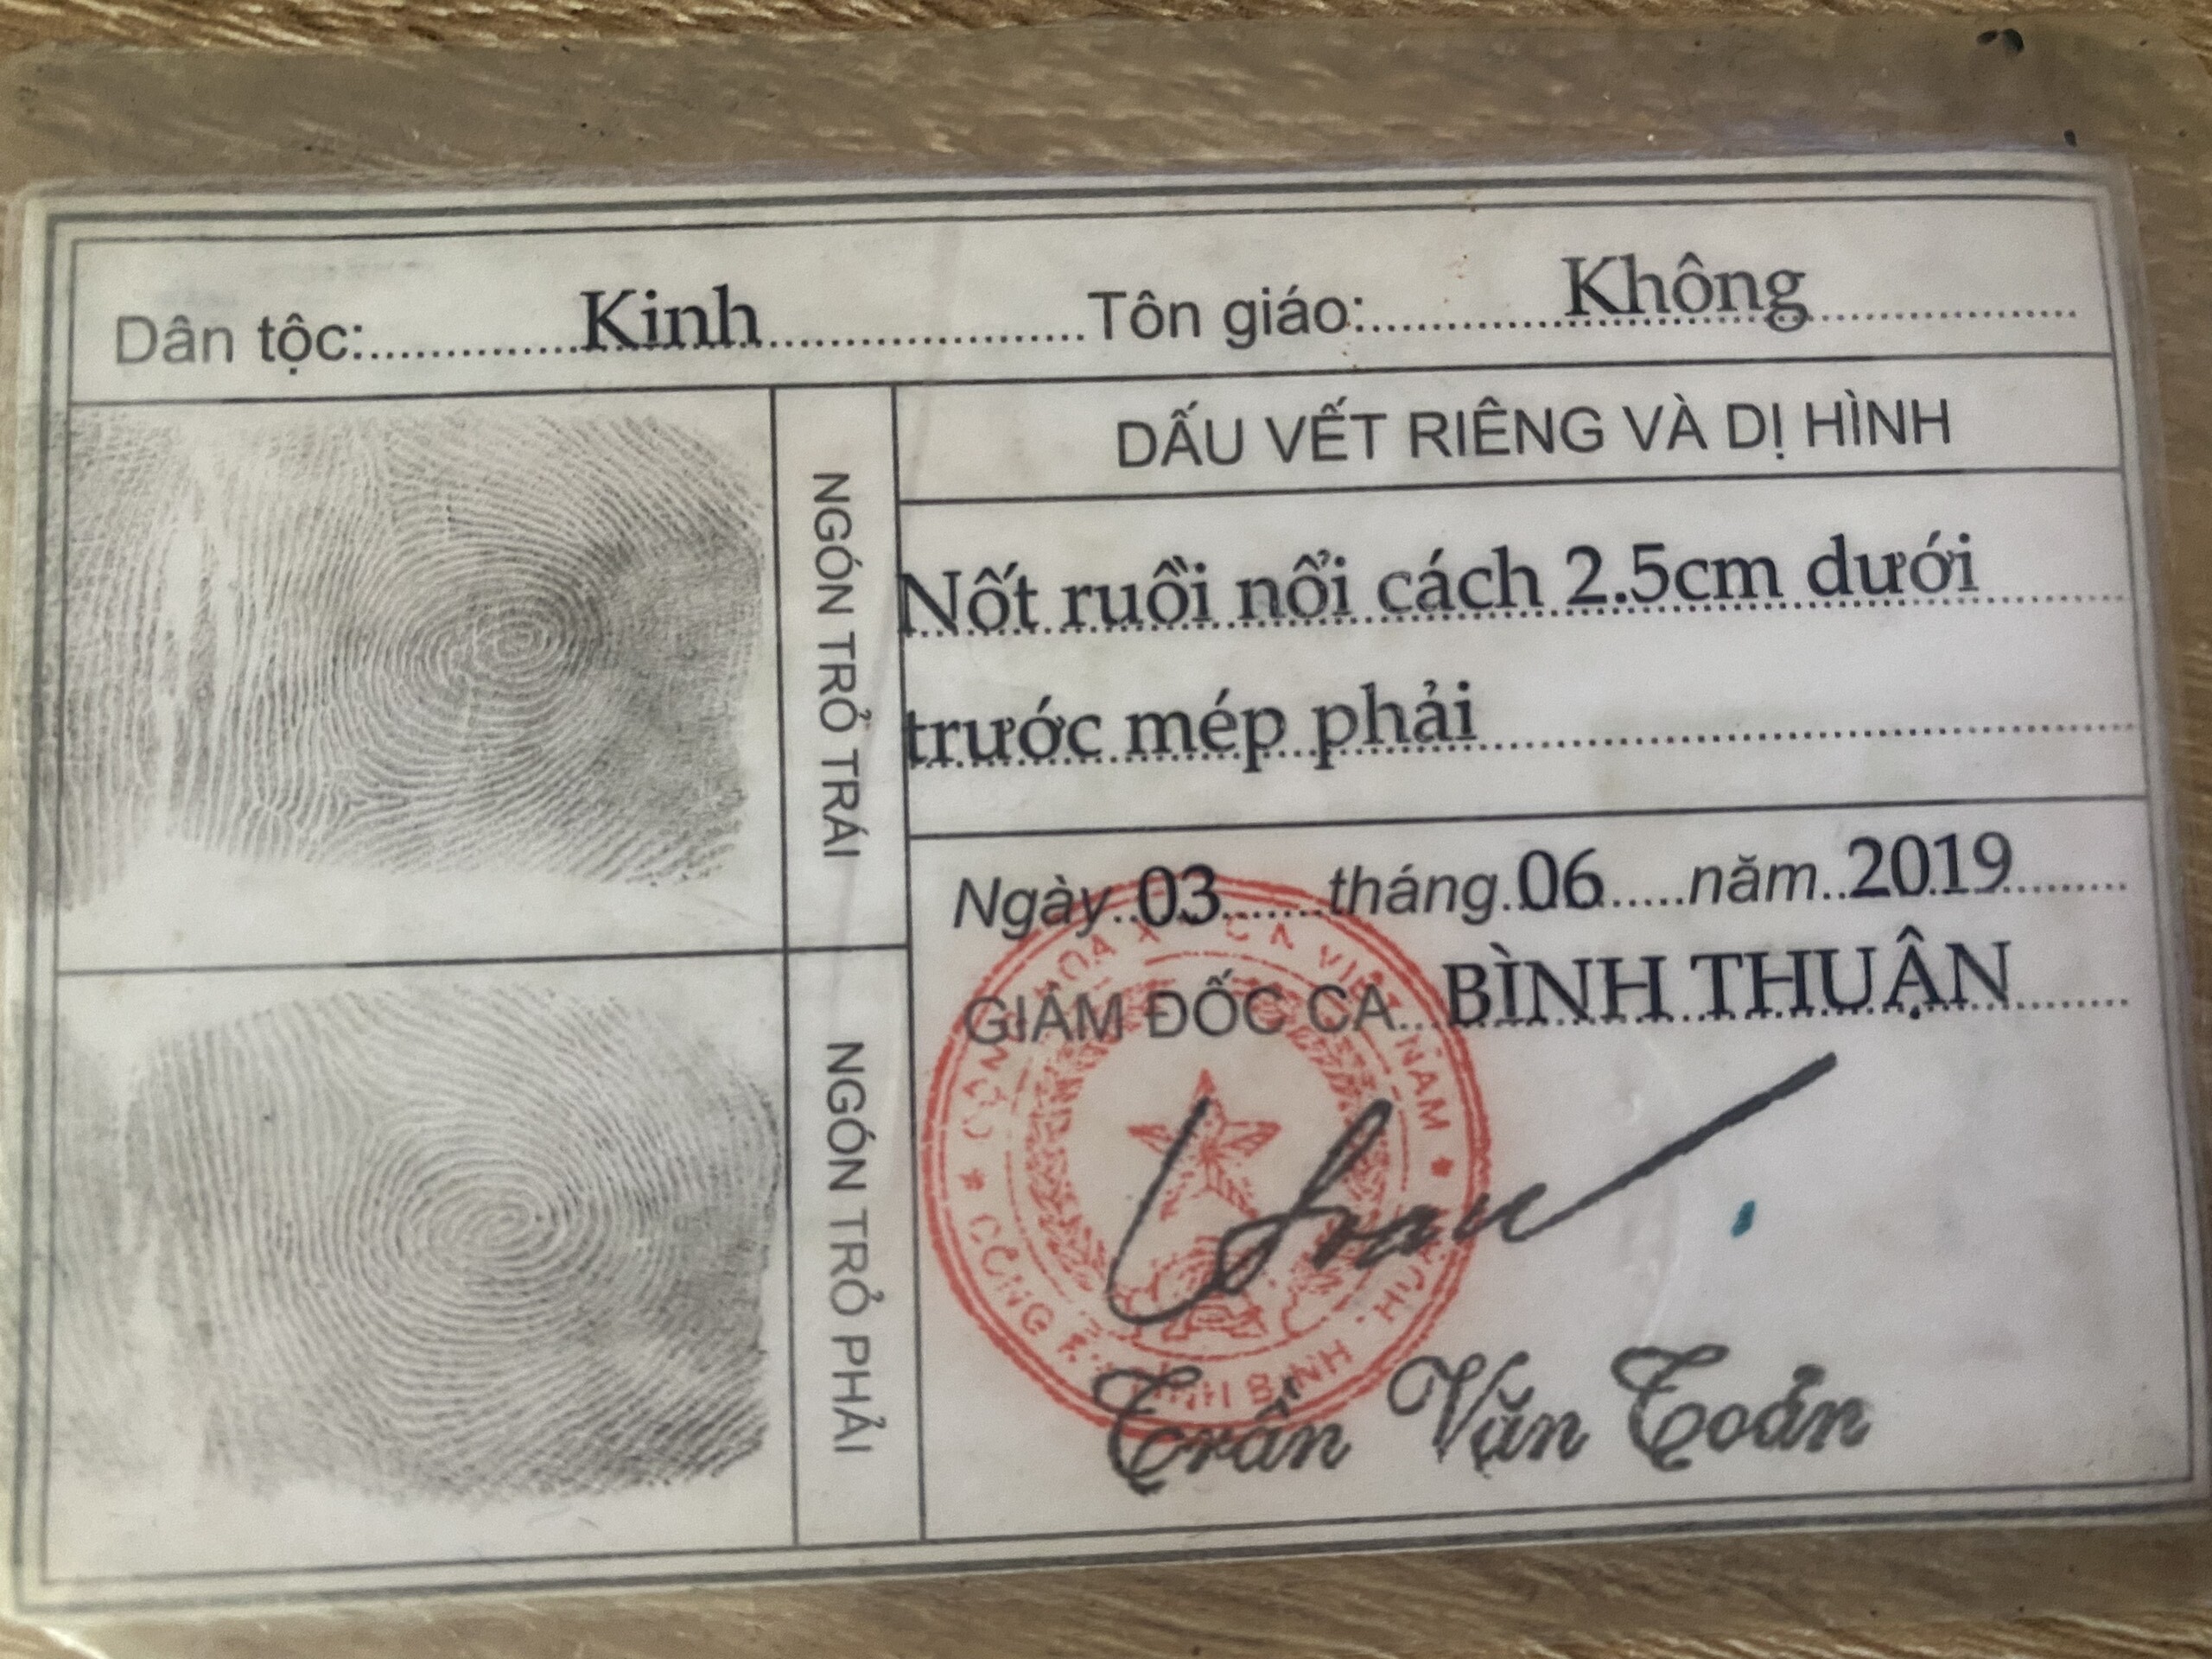 Dân tộc: Kinh Tôn giáo: Không
NGÓN TRỎ TRÁI
DẤU VẾT RIÊNG VÀ DỊ HÌNH
Nốt ruồi nổi cách 2.5cm dưới
trước mép phải
Ngày 03 tháng 06 năm 2019
GIÁM ĐỐC CA BÌNH THUẬN
NGÓN TRỎ PHẢI
Trần Văn Toản